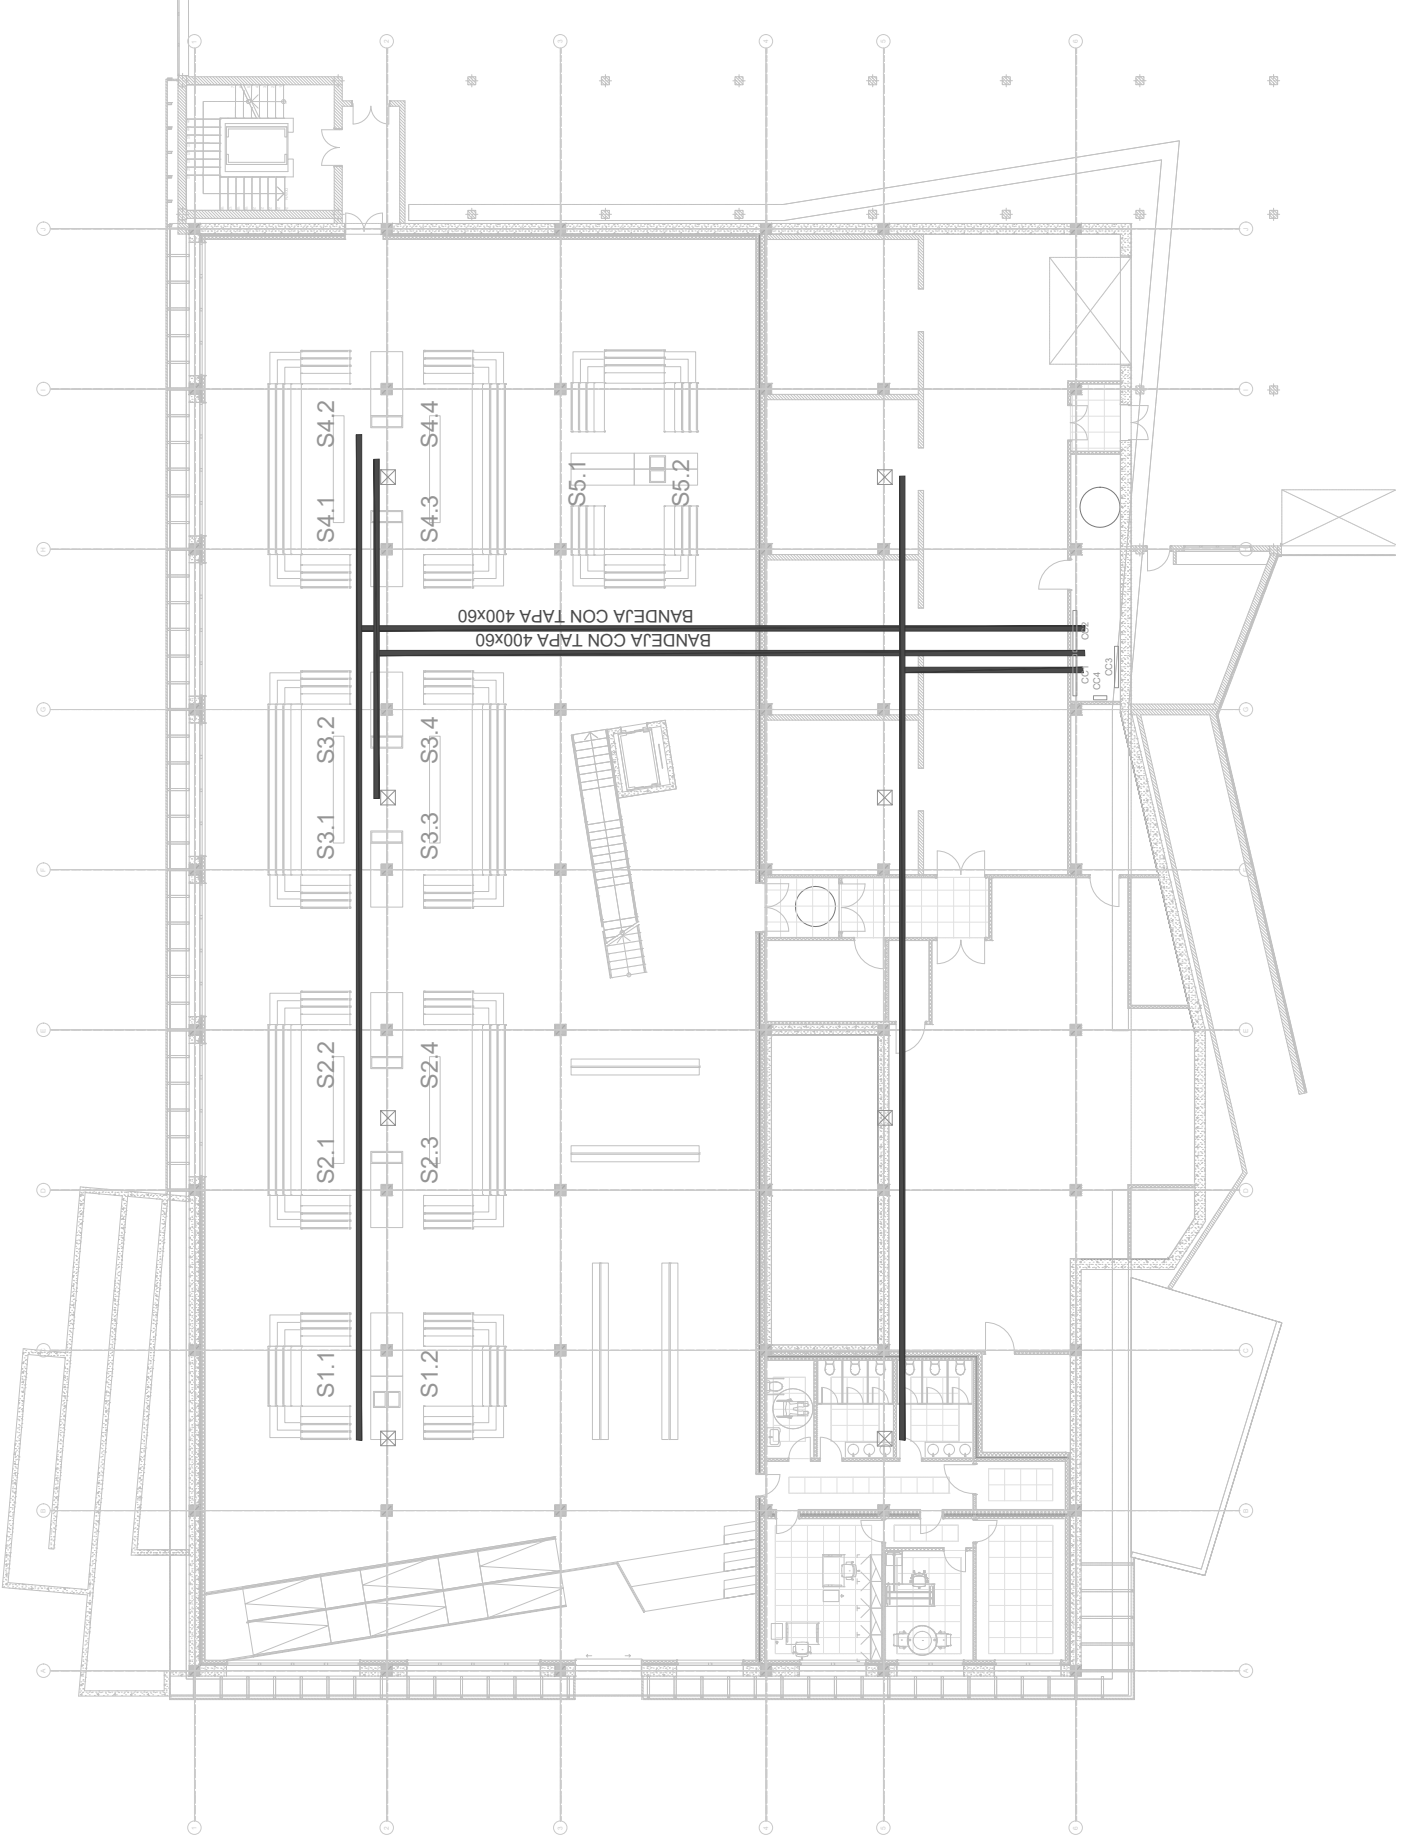 S4.2
S4.4
S4.1
S4.3
S5.1
S5.2
BANDEJA CON TAPA 400x60
BANDEJA CON TAPA 400x60
CC2
CC1
CC4
CC3
S3.2
S3.4
S3.1
S3.3
S2.2
S2.4
S2.1
S2.3
S1.1
S1.2